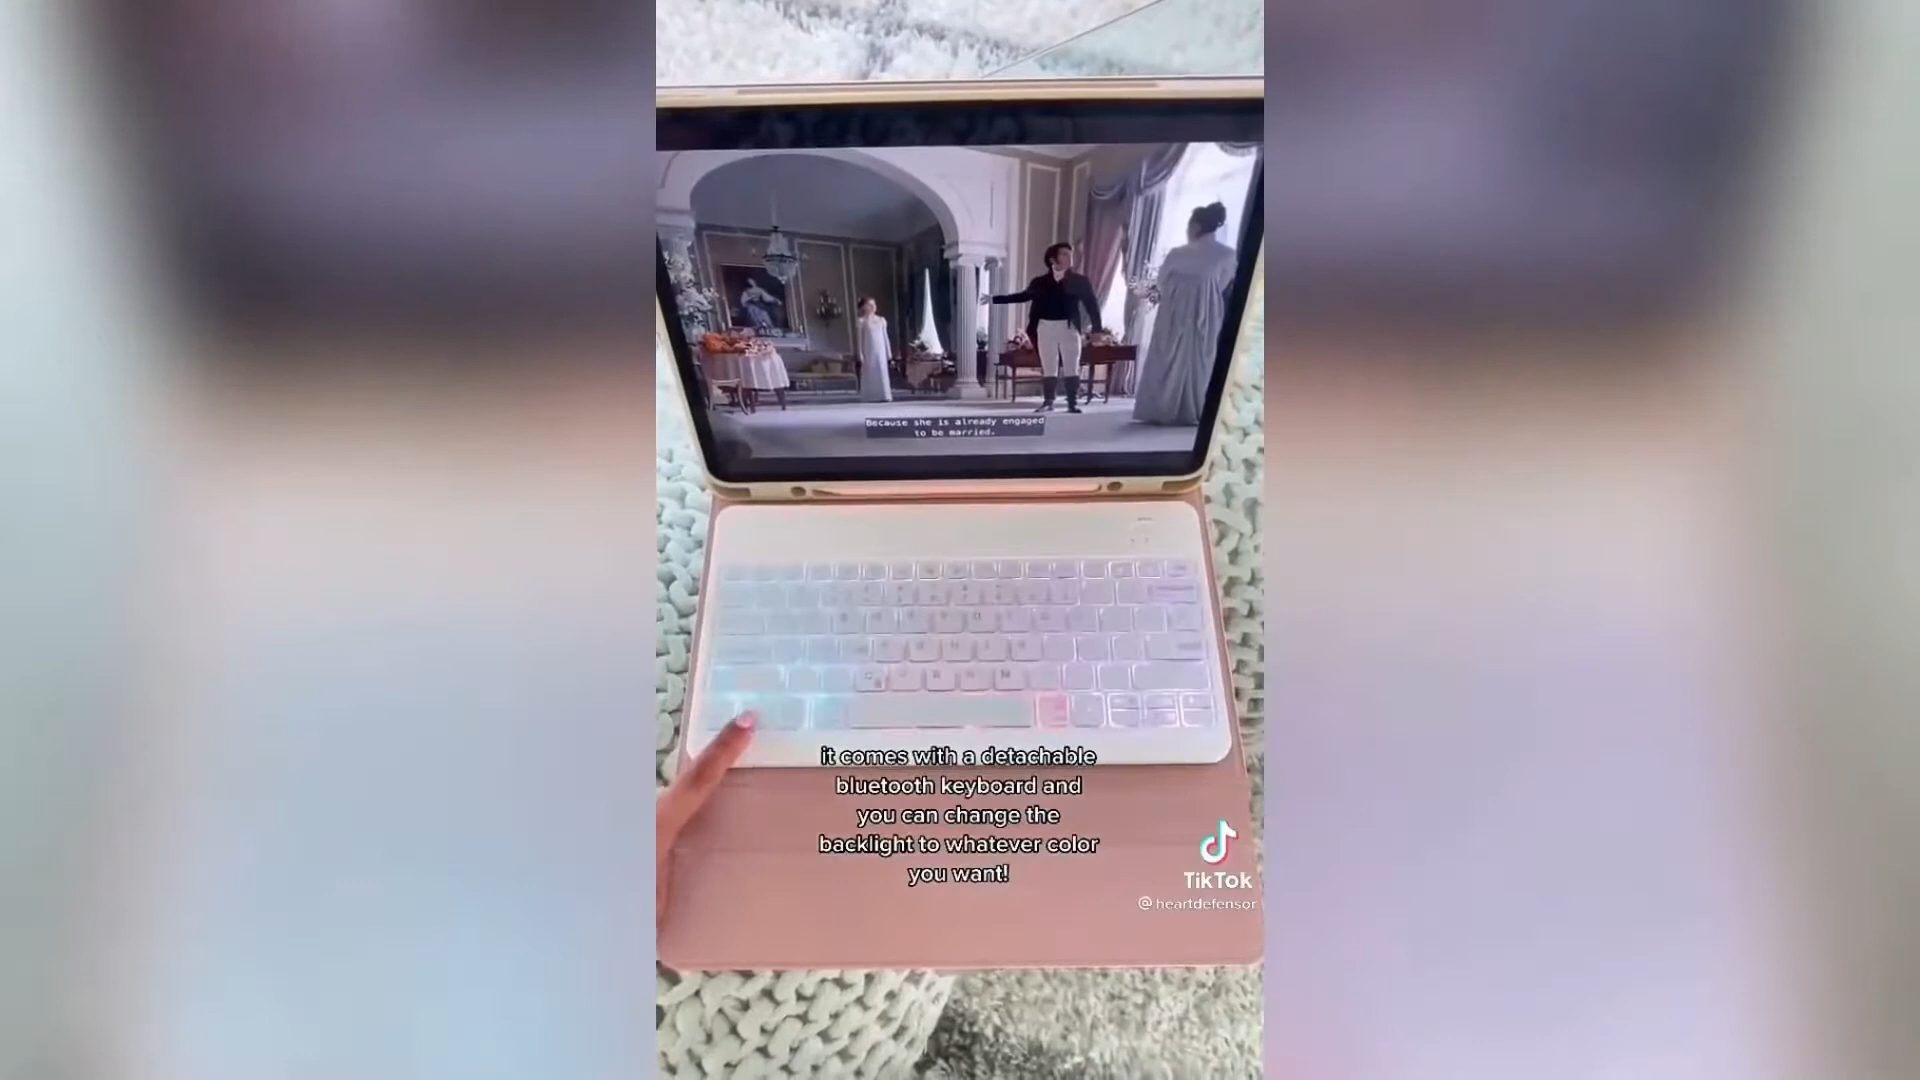 Because she is already engaged
to be married.
it comes with a detachable
bluetooth keyboard and
you can change the
backlight to whatever color
you want!
TikTok
@heartdefensor